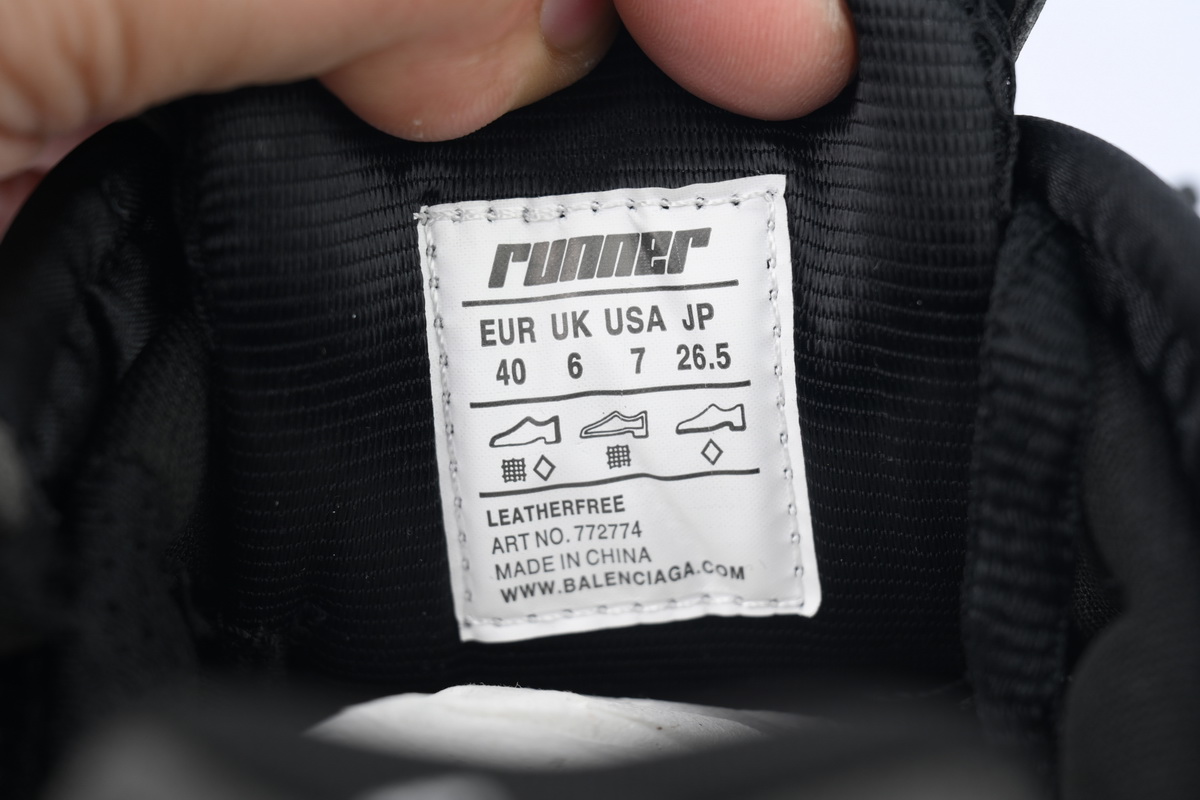 runner
EUR UK USA JP
40 6 7 26.5
LEATHERFREE
ART NO. 772774
MADE IN CHINA
WWW.BALENCIAGA.COM